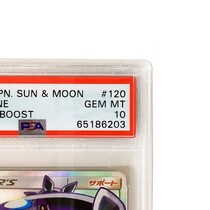 PN. SUN & MOON #120
NE GEM MT
BOOST 10
PSA 65186203
R'S サポート